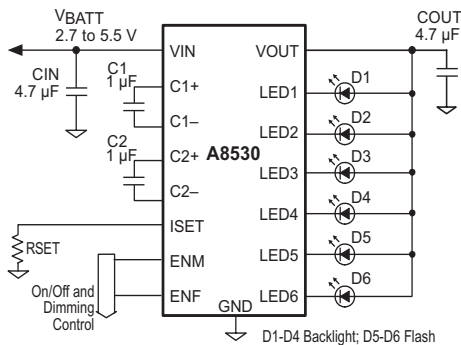 VBATT
2.7 to 5.5 V
COUT
4.7 µF
VIN
VOUT
CIN
4.7 µF
C1
1 µF
C1+
C1–
C2
1 µF
C2+
C2–
A8530
LED1
D1
LED2
D2
LED3
D3
LED4
D4
LED5
D5
LED6
D6
ISET
RSET
ENM
ENF
On/Off and
Dimming
Control
GND
D1-D4 Backlight; D5-D6 Flash